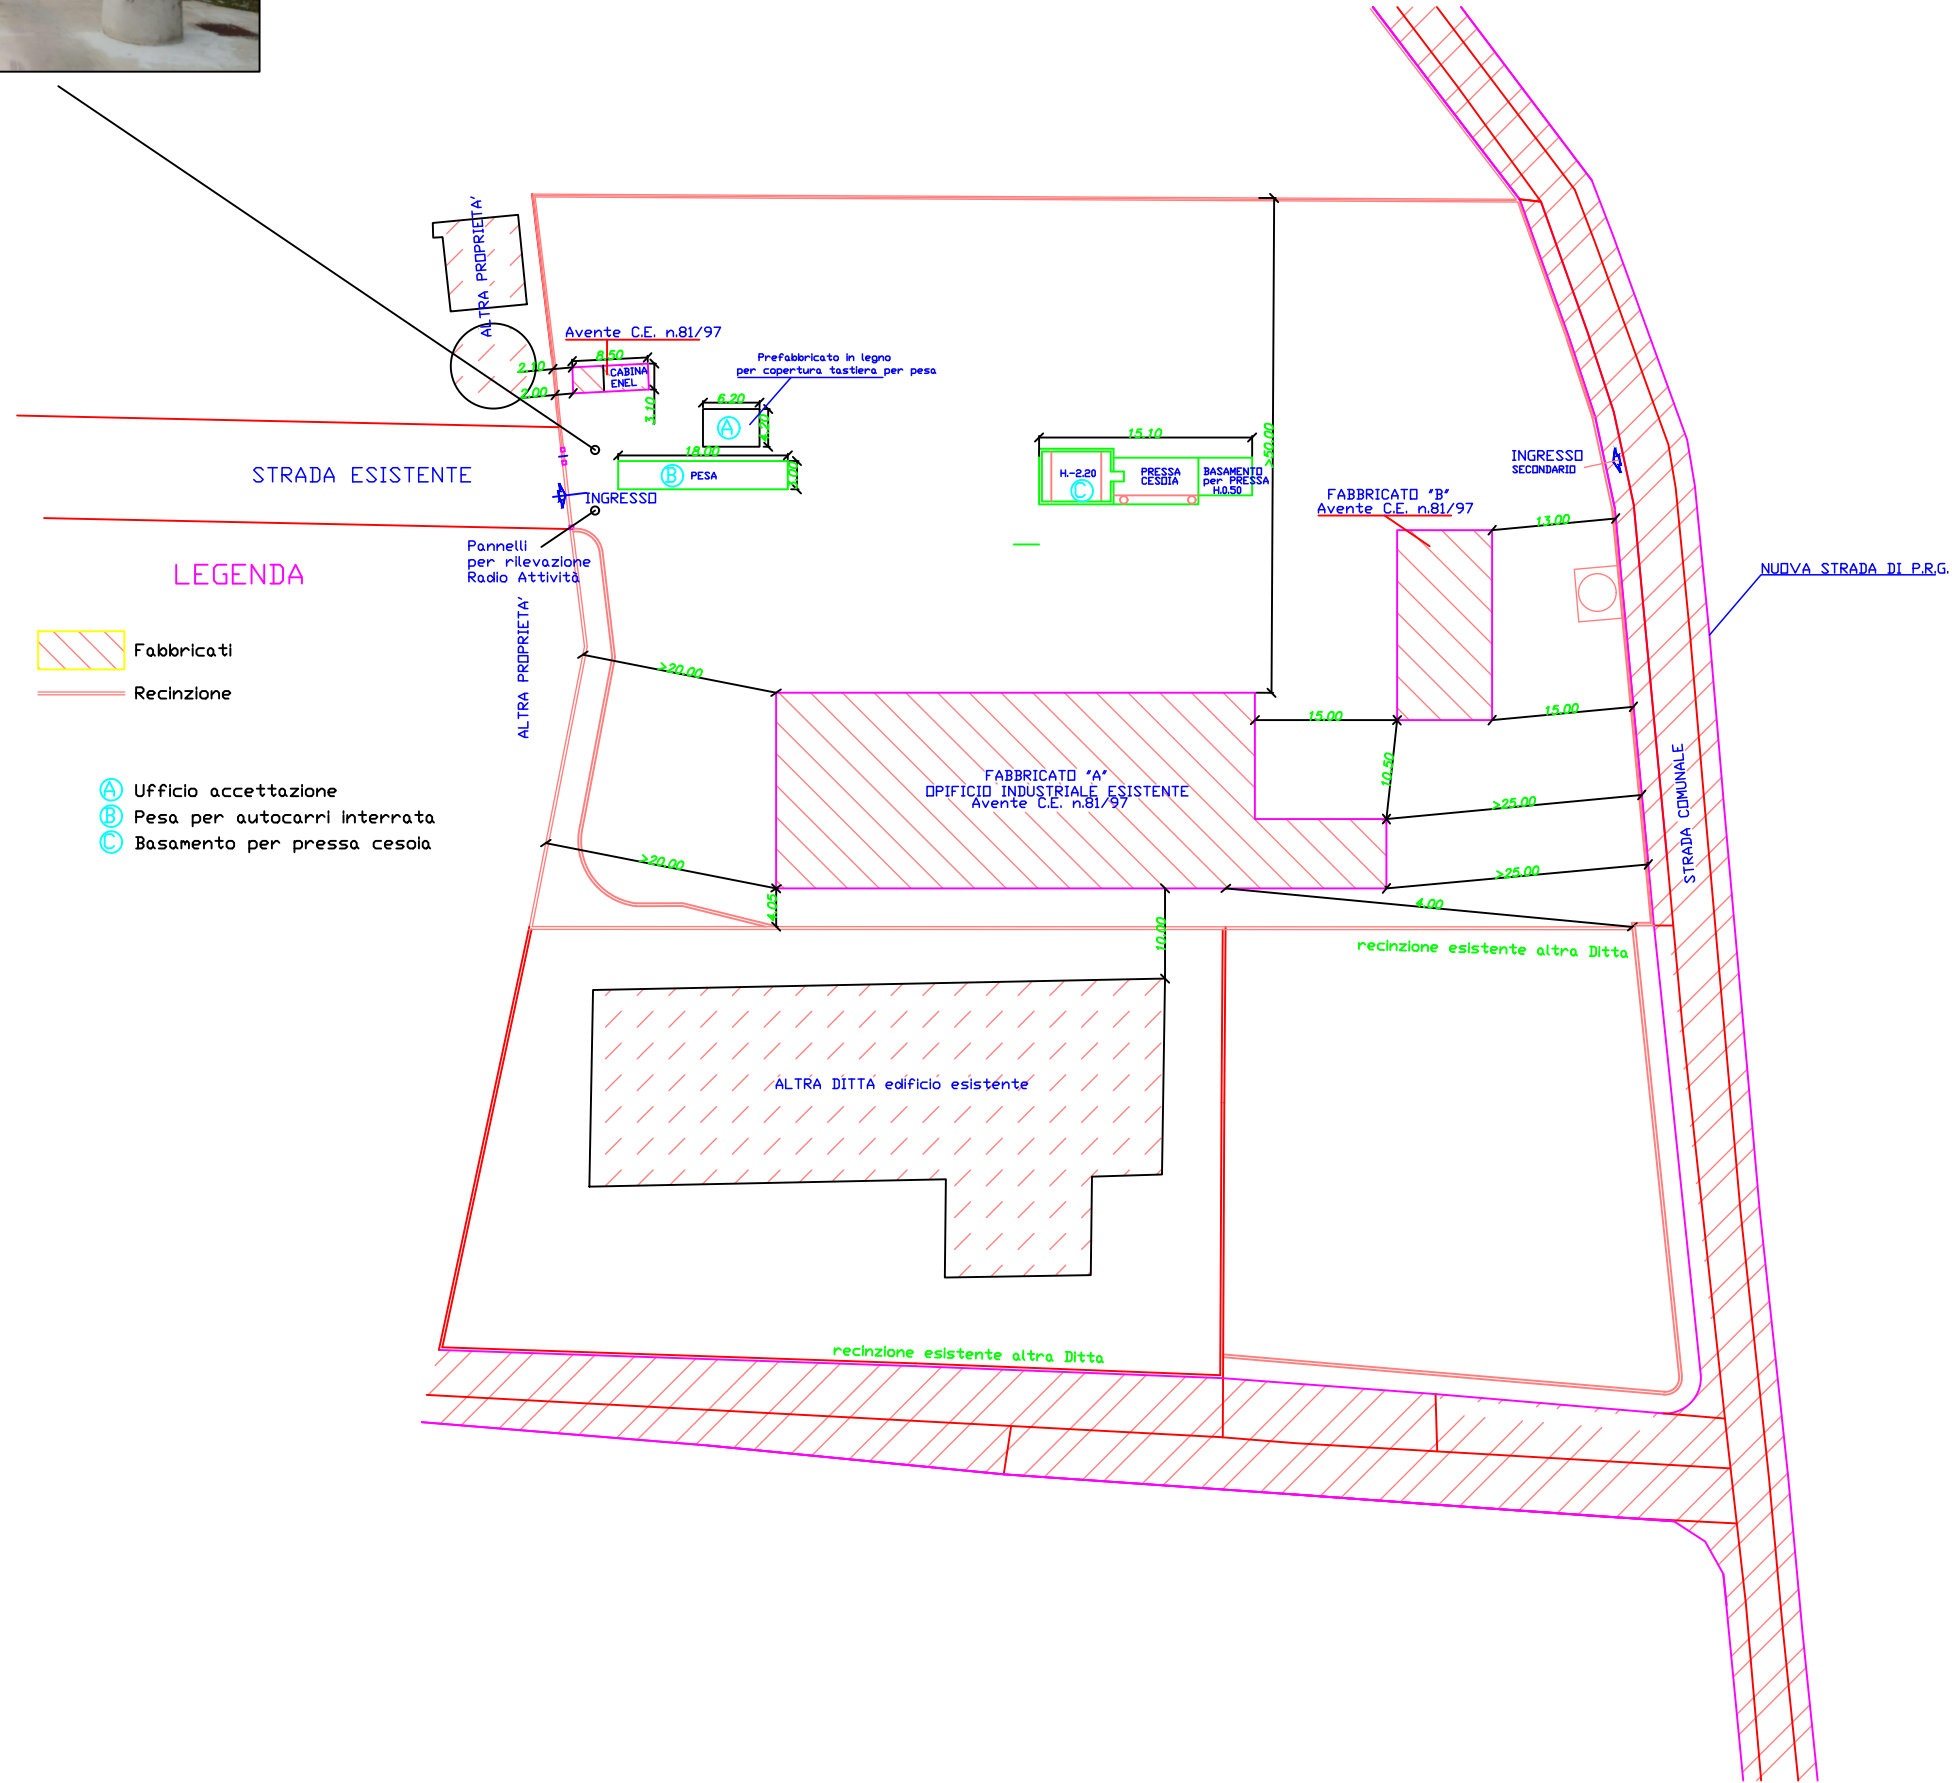 ALTRA PROPRIETA'
Avente C.E. n.81/97
8.50
2.10
CABINA
ENEL
2.00
3.10
Prefabbricato in legno
per copertura tastiera per pesa
6.20
A
4.20
18.00
B PESA
STRADA ESISTENTE
INGRESSO
Pannelli
per rilevazione
Radio Attività
15.10
>50.00
H.-2.20
C
PRESSA
CESOIA
BASAMENTO
per PRESSA
H.0.50
INGRESSO
SECONDARIO
FABBRICATO "B"
Avente C.E. n.81/97
13.00
NUOVA STRADA DI P.R.G.
LEGENDA
Fabbricati
Recinzione
ALTRA PROPRIETA'
>20.00
15.00
15.00
10.50
FABBRICATO "A"
OPIFICIO INDUSTRIALE ESISTENTE
Avente C.E. n.81/97
>25.00
STRADA COMUNALE
A Ufficio accettazione
B Pesa per autocarri interrata
C Basamento per pressa cesoia
>20.00
>25.00
4.05
4.00
10.00
recinzione esistente altra Ditta
ALTRA DITTA edificio esistente
recinzione esistente altra Ditta